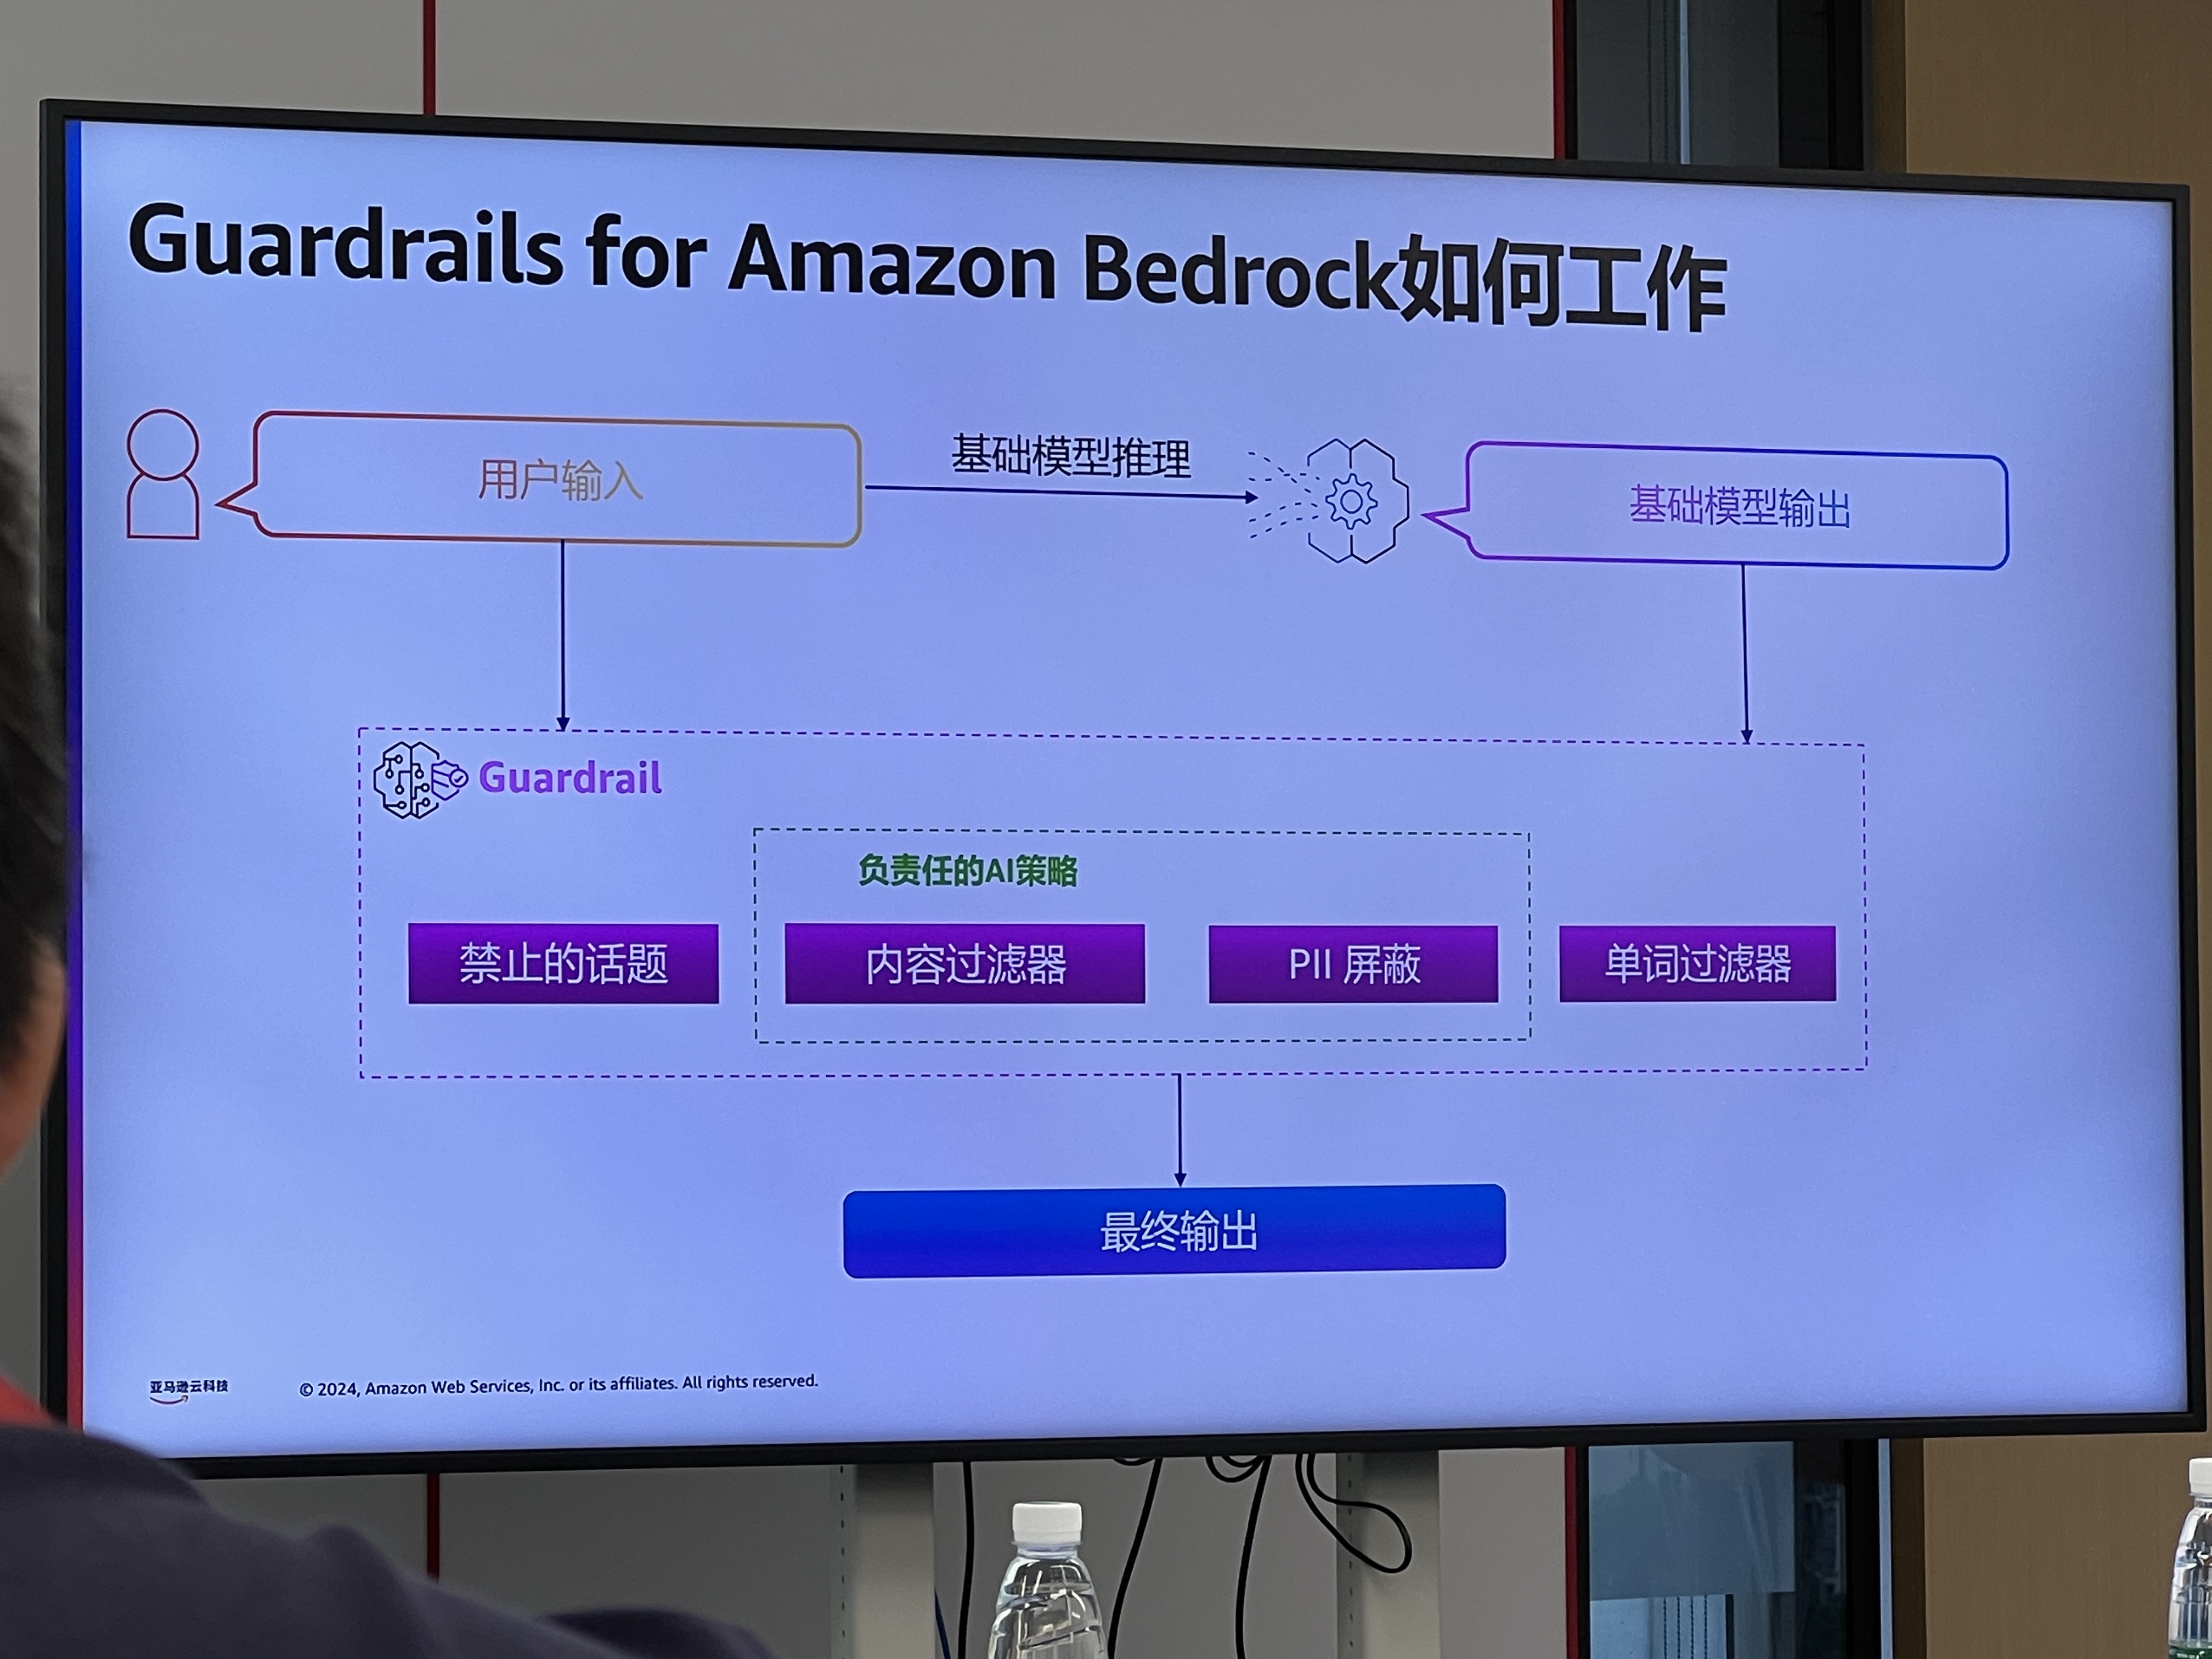 Guardrails for Amazon Bedrock如何工作
用户输入
基础模型推理
基础模型输出
Guardrail
负责任的AI策略
禁止的话题
内容过滤器
PII 屏蔽
单词过滤器
最终输出
亚马逊云科技
© 2024, Amazon Web Services, Inc. or its affiliates. All rights reserved.